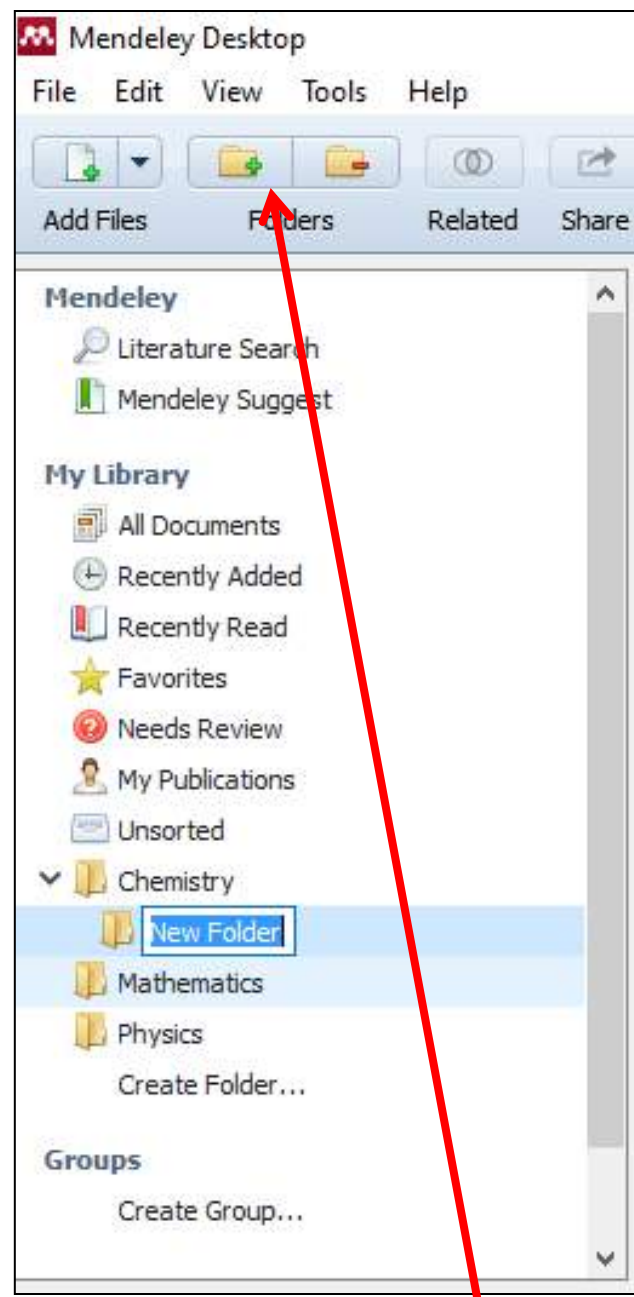 Mendeley Desktop
File Edit View Tools Help
Add Files Folders Related Share
Mendeley
Literature Search
Mendeley Suggest
My Library
All Documents
Recently Added
Recently Read
Favorites
Needs Review
My Publications
Unsorted
Chemistry
New Folder
Mathematics
Physics
Create Folder...
Groups
Create Group...